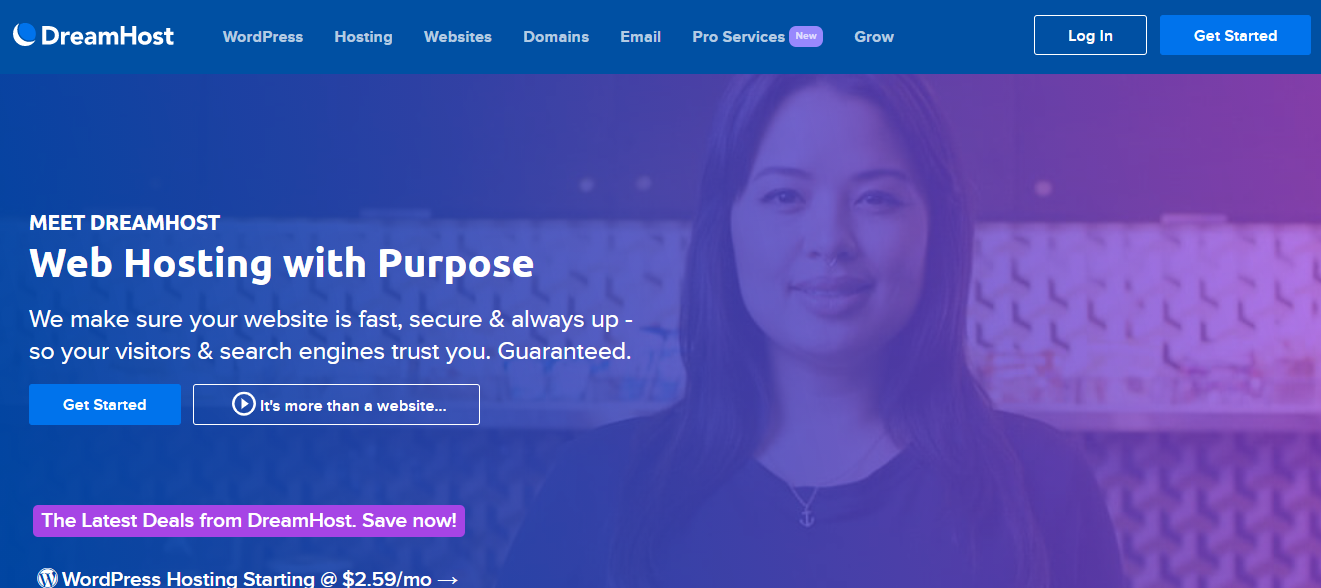 DreamHost
WordPress
Hosting
Websites
Domains
Email
Pro Services New
Grow
Log In
Get Started
MEET DREAMHOST
Web Hosting with Purpose
We make sure your website is fast, secure & always up -
so your visitors & search engines trust you. Guaranteed.
Get Started
It's more than a website...
The Latest Deals from DreamHost. Save now!
WordPress Hosting Starting @ $2.59/mo →